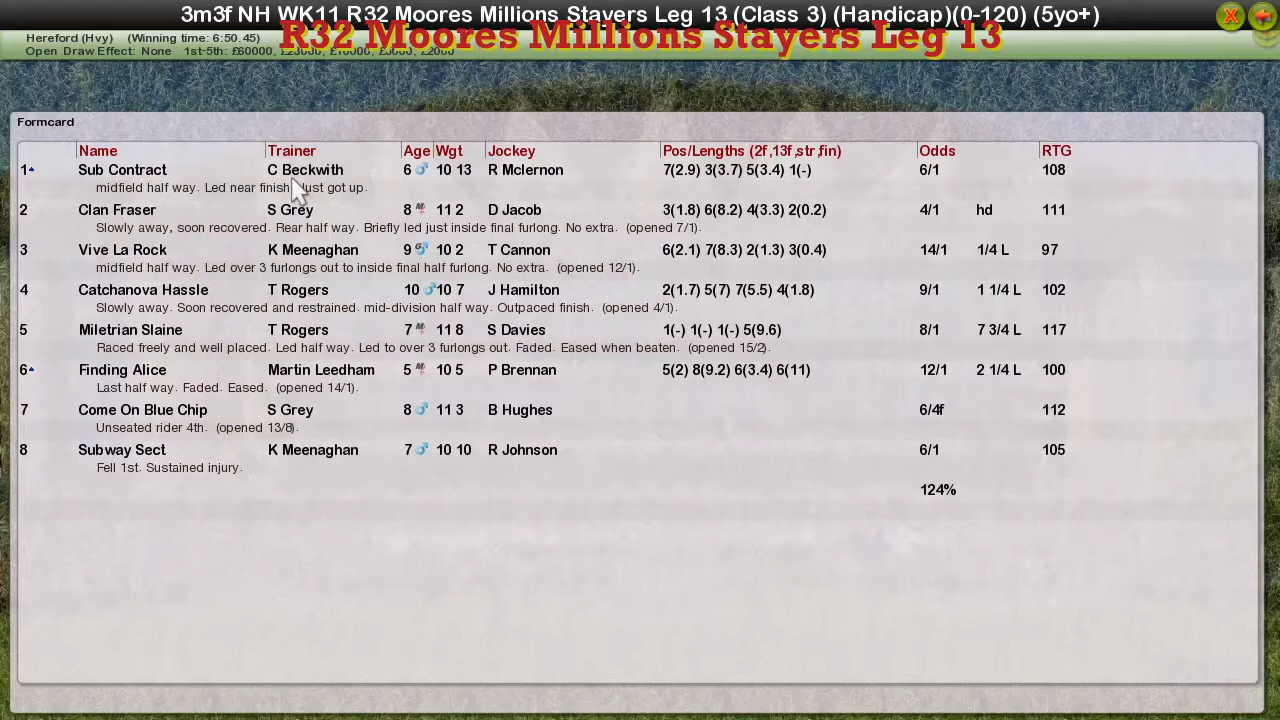 3m3f NH WK11 R32 Moores Millions Stayers Leg 13 (Class 3) (Handicap)(0-120) (5yo+)
R32 Moores Millions Stayers Leg 13
Hereford (Hvy) (Winning time: 6:50.45)
Open Draw Effect: None 1st-5th: £60000,
Formcard
Name Trainer Age Wgt Jockey Pos/Lengths (2f,13f,str,fin) Odds RTG
1 Sub Contract C Beckwith 6 10 13 R Mclernon 7(2.9) 3(3.7) 5(3.4) 1(-) 6/1 108
midfield half way. Led near finish. Just got up.
2 Clan Fraser S Grey 8 11 2 D Jacob 3(1.8) 6(8.2) 4(3.3) 2(0.2) 4/1 hd 111
Slowly away, soon recovered. Rear half way. Briefly led just inside final furlong. No extra. (opened 7/1).
3 Vive La Rock K Meenaghan 9 10 2 T Cannon 6(2.1) 7(8.3) 2(1.3) 3(0.4) 14/1 1/4 L 97
midfield half way. Led over 3 furlongs out to inside final half furlong. No extra. (opened 12/1).
4 Catchanova Hassle T Rogers 10 10 7 J Hamilton 2(1.7) 5(7) 7(5.5) 4(1.8) 9/1 1 1/4 L 102
Slowly away. Soon recovered and restrained. mid-division half way. Outpaced finish. (opened 4/1).
5 Miletrian Slaine T Rogers 7 11 8 S Davies 1(-) 1(-) 1(-) 5(9.6) 8/1 7 3/4 L 117
Raced freely and well placed. Led half way. Led to over 3 furlongs out. Faded. Eased when beaten. (opened 15/2).
6 Finding Alice Martin Leedham 5 10 5 P Brennan 5(2) 8(9.2) 6(3.4) 6(11) 12/1 2 1/4 L 100
Last half way. Faded. Eased. (opened 14/1).
7 Come On Blue Chip S Grey 8 11 3 B Hughes 6/4f 112
Unseated rider 4th. (opened 13/8).
8 Subway Sect K Meenaghan 7 10 10 R Johnson 6/1 105
Fell 1st. Sustained injury.
124%